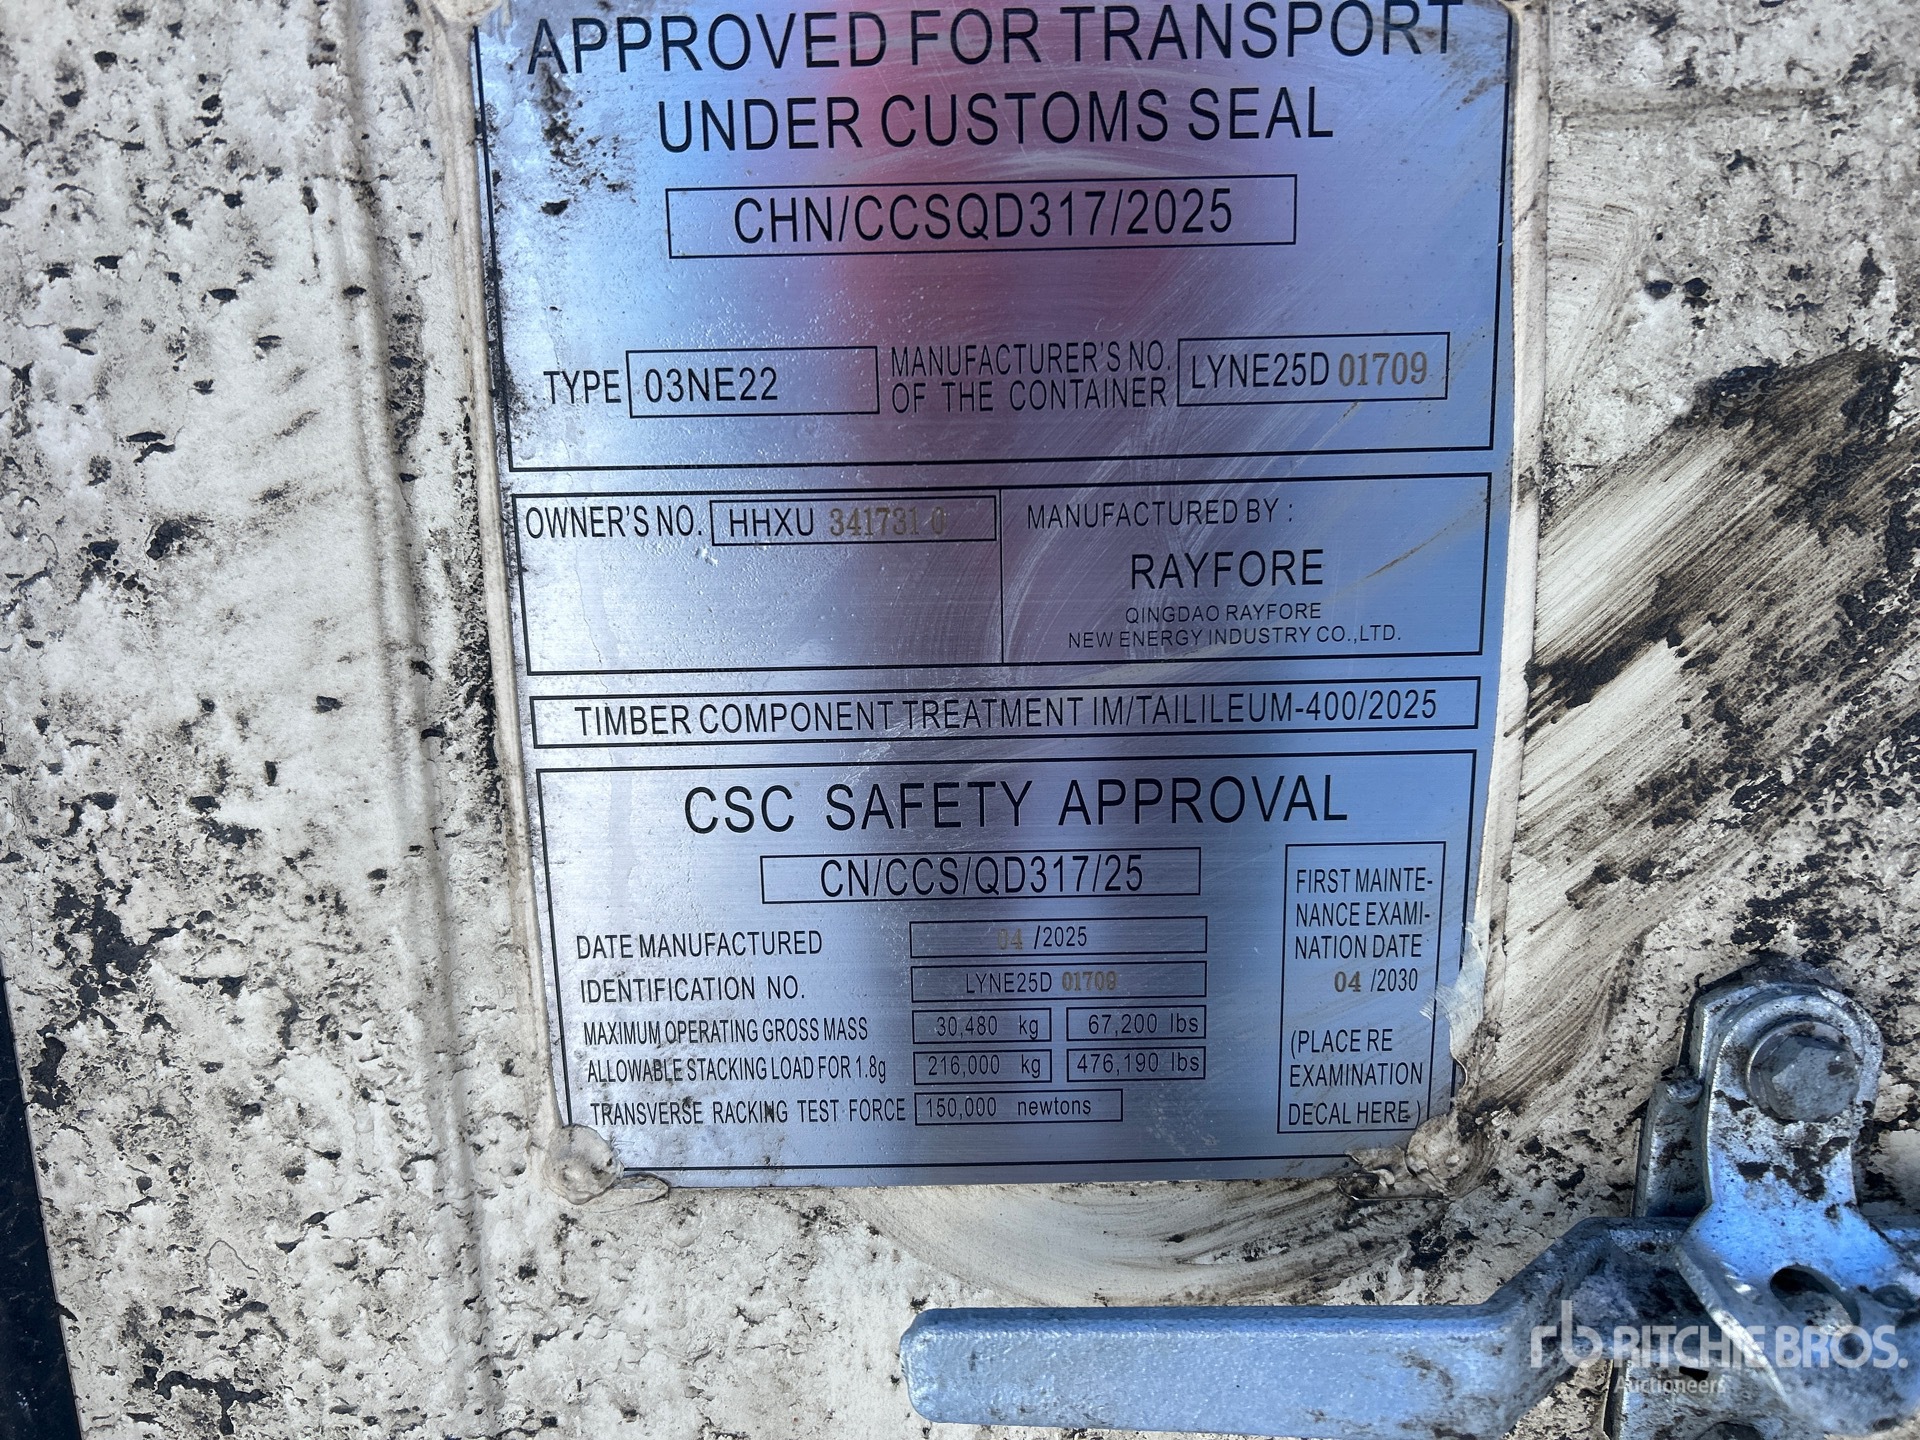 APPROVED FOR TRANSPORT
UNDER CUSTOMS SEAL
CHN/CCSQD317/2025
TYPE 03NE22 MANUFACTURER'S NO. OF THE CONTAINER LYNE25D 01709
OWNER'S NO. HHXU 341731 0
MANUFACTURED BY :
RAYFORE
QINGDAO RAYFORE
NEW ENERGY INDUSTRY CO.,LTD.
TIMBER COMPONENT TREATMENT IM/TAILILEUM-400/2025
CSC SAFETY APPROVAL
CN/CCS/QD317/25
DATE MANUFACTURED 04 /2025
IDENTIFICATION NO. LYNE25D 01709
MAXIMUM OPERATING GROSS MASS 30,480 kg 67,200 lbs
ALLOWABLE STACKING LOAD FOR 1.8g 216,000 kg 476,190 lbs
TRANSVERSE RACKING TEST FORCE 150,000 newtons
FIRST MAINTE-
NANCE EXAMI-
NATION DATE
04 /2030
(PLACE RE
EXAMINATION
DECAL HERE )
rb RITCHIE BROS.
Auctioneers